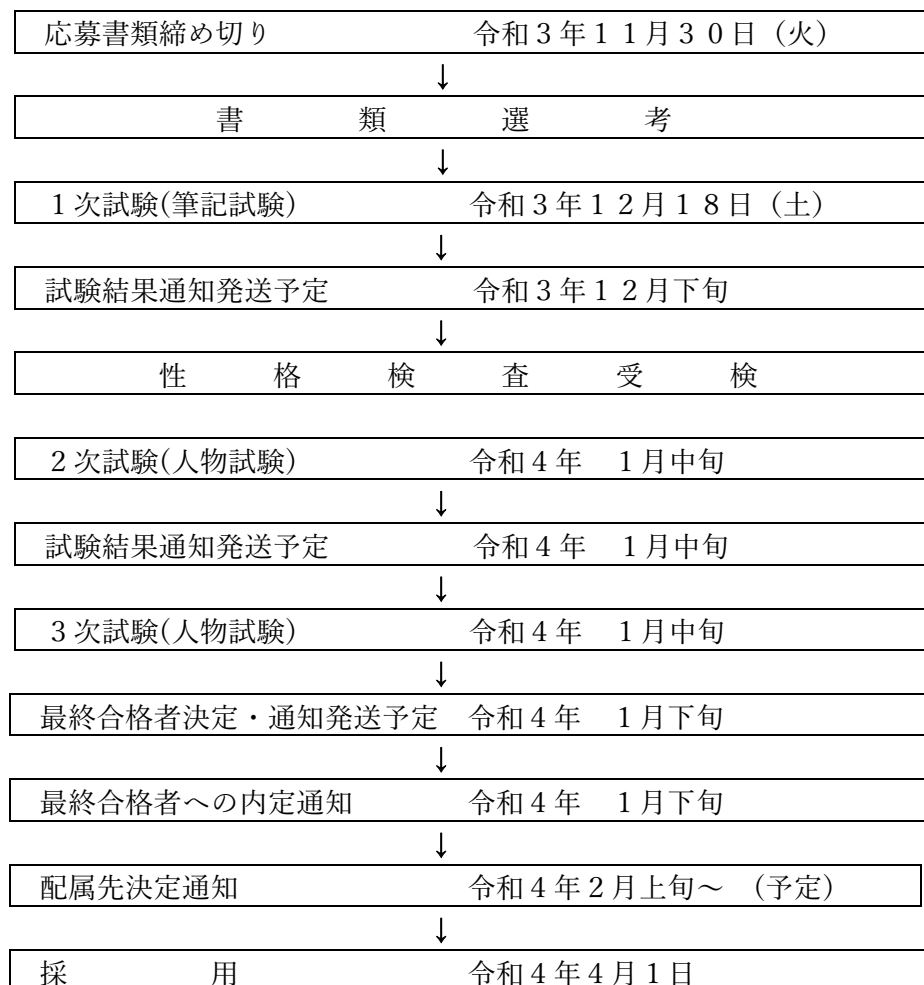 応募書類締め切り 令和３年１１月３０日（火）
↓
書 類 選 考
↓
１次試験(筆記試験) 令和３年１２月１８日（土）
↓
試験結果通知発送予定 令和３年１２月下旬
↓
性 格 検 査 受 検
２次試験(人物試験) 令和４年 １月中旬
↓
試験結果通知発送予定 令和４年 １月中旬
↓
３次試験(人物試験) 令和４年 １月中旬
↓
最終合格者決定・通知発送予定 令和４年 １月下旬
↓
最終合格者への内定通知 令和４年 １月下旬
↓
配属先決定通知 令和４年２月上旬～ （予定）
↓
採 用 令和４年４月１日